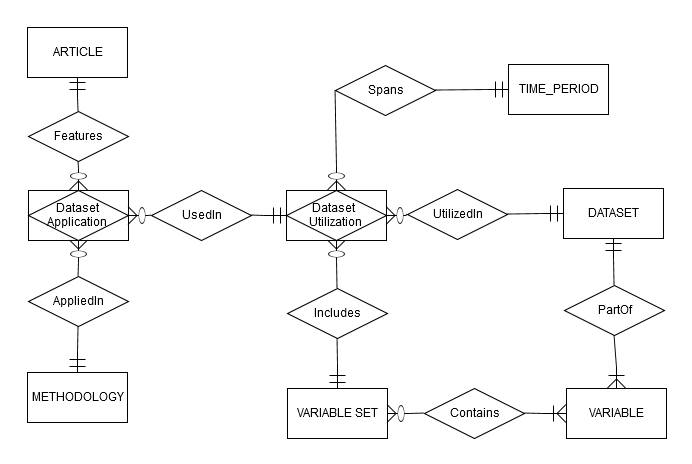 ARTICLE
Spans
TIME_PERIOD
Features
Dataset
Application
UsedIn
Dataset
Utilization
UtilizedIn
DATASET
AppliedIn
Includes
PartOf
METHODOLOGY
VARIABLE SET
Contains
VARIABLE